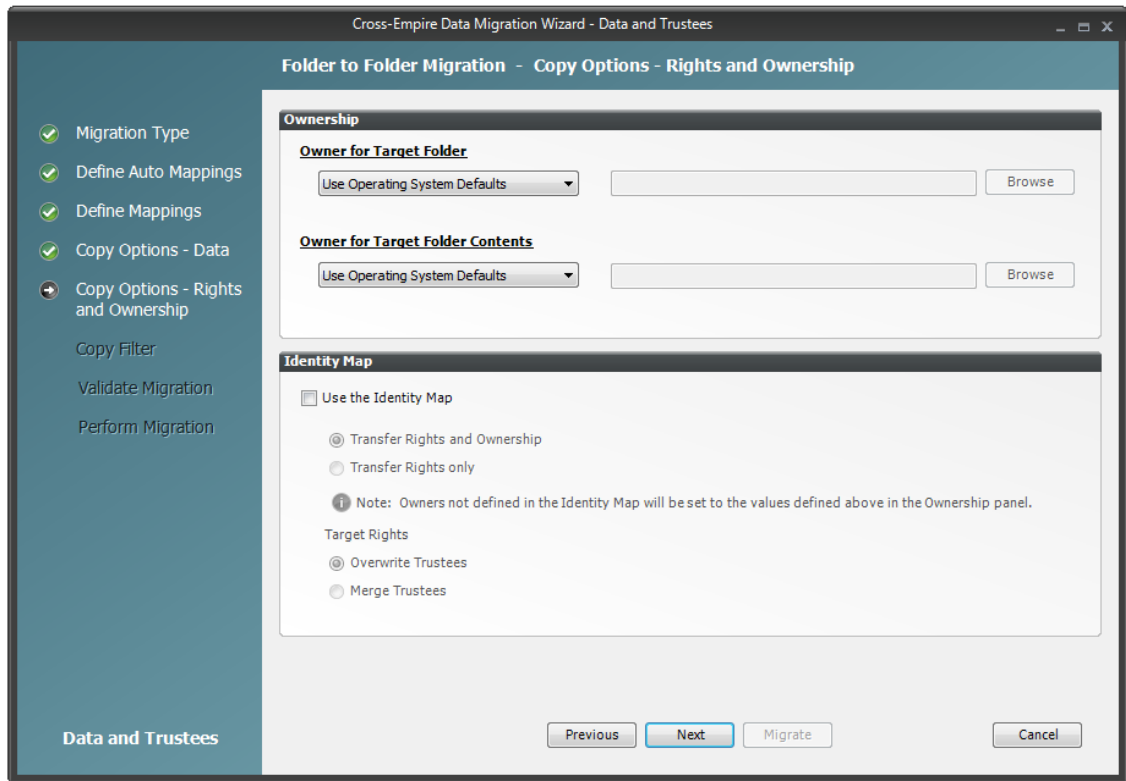 Cross-Empire Data Migration Wizard - Data and Trustees
Folder to Folder Migration - Copy Options - Rights and Ownership
Migration Type
Define Auto Mappings
Define Mappings
Copy Options - Data
Copy Options - Rights
and Ownership
Copy Filter
Validate Migration
Perform Migration
Data and Trustees
Ownership
Owner for Target Folder
Use Operating System Defaults
Browse
Owner for Target Folder Contents
Use Operating System Defaults
Browse
Identity Map
Use the Identity Map
Transfer Rights and Ownership
Transfer Rights only
Note: Owners not defined in the Identity Map will be set to the values defined above in the Ownership panel.
Target Rights
Overwrite Trustees
Merge Trustees
Previous
Next
Migrate
Cancel